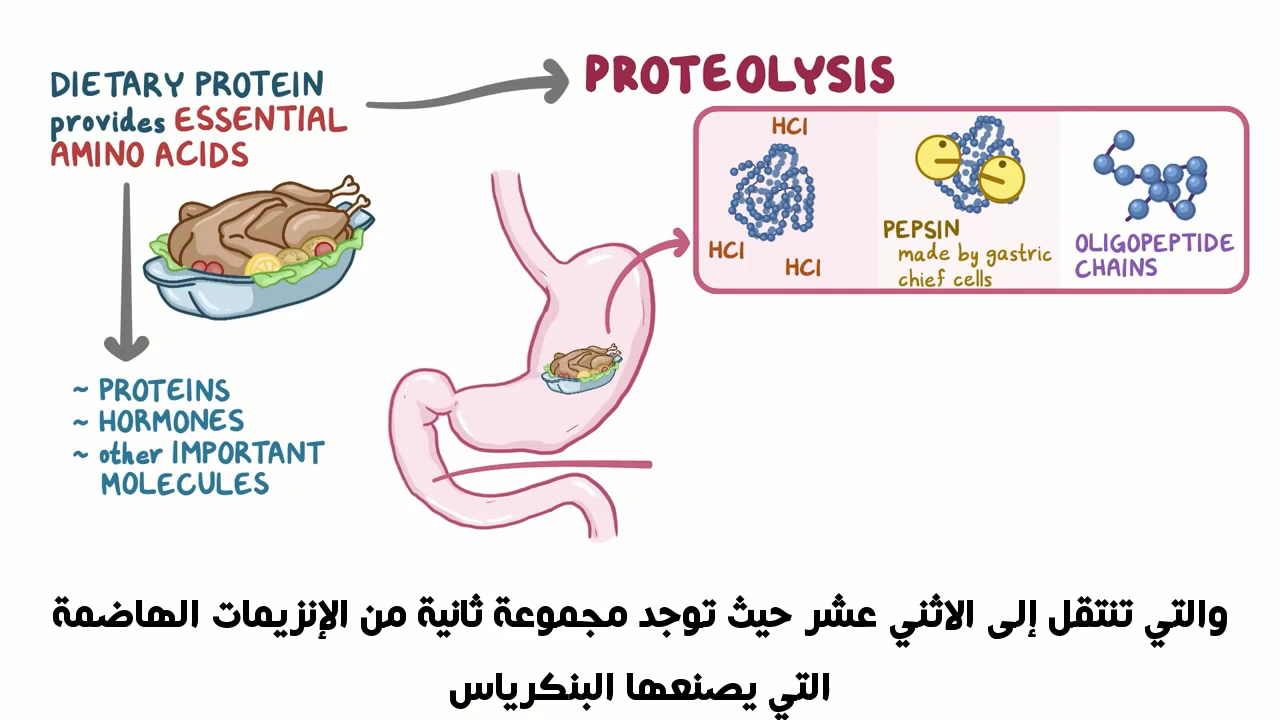 DIETARY PROTEIN
provides ESSENTIAL
AMINO ACIDS
PROTEOLYSIS
HCl
HCl
HCl
PEPSIN
made by gastric
chief cells
OLIGOPEPTIDE
CHAINS
~ PROTEINS
~ HORMONES
~ other IMPORTANT
MOLECULES
والتي تنتقل إلى الاثني عشر حيث توجد مجموعة ثانية من الإنزيمات الهاضمة
التي يصنعها البنكرياس